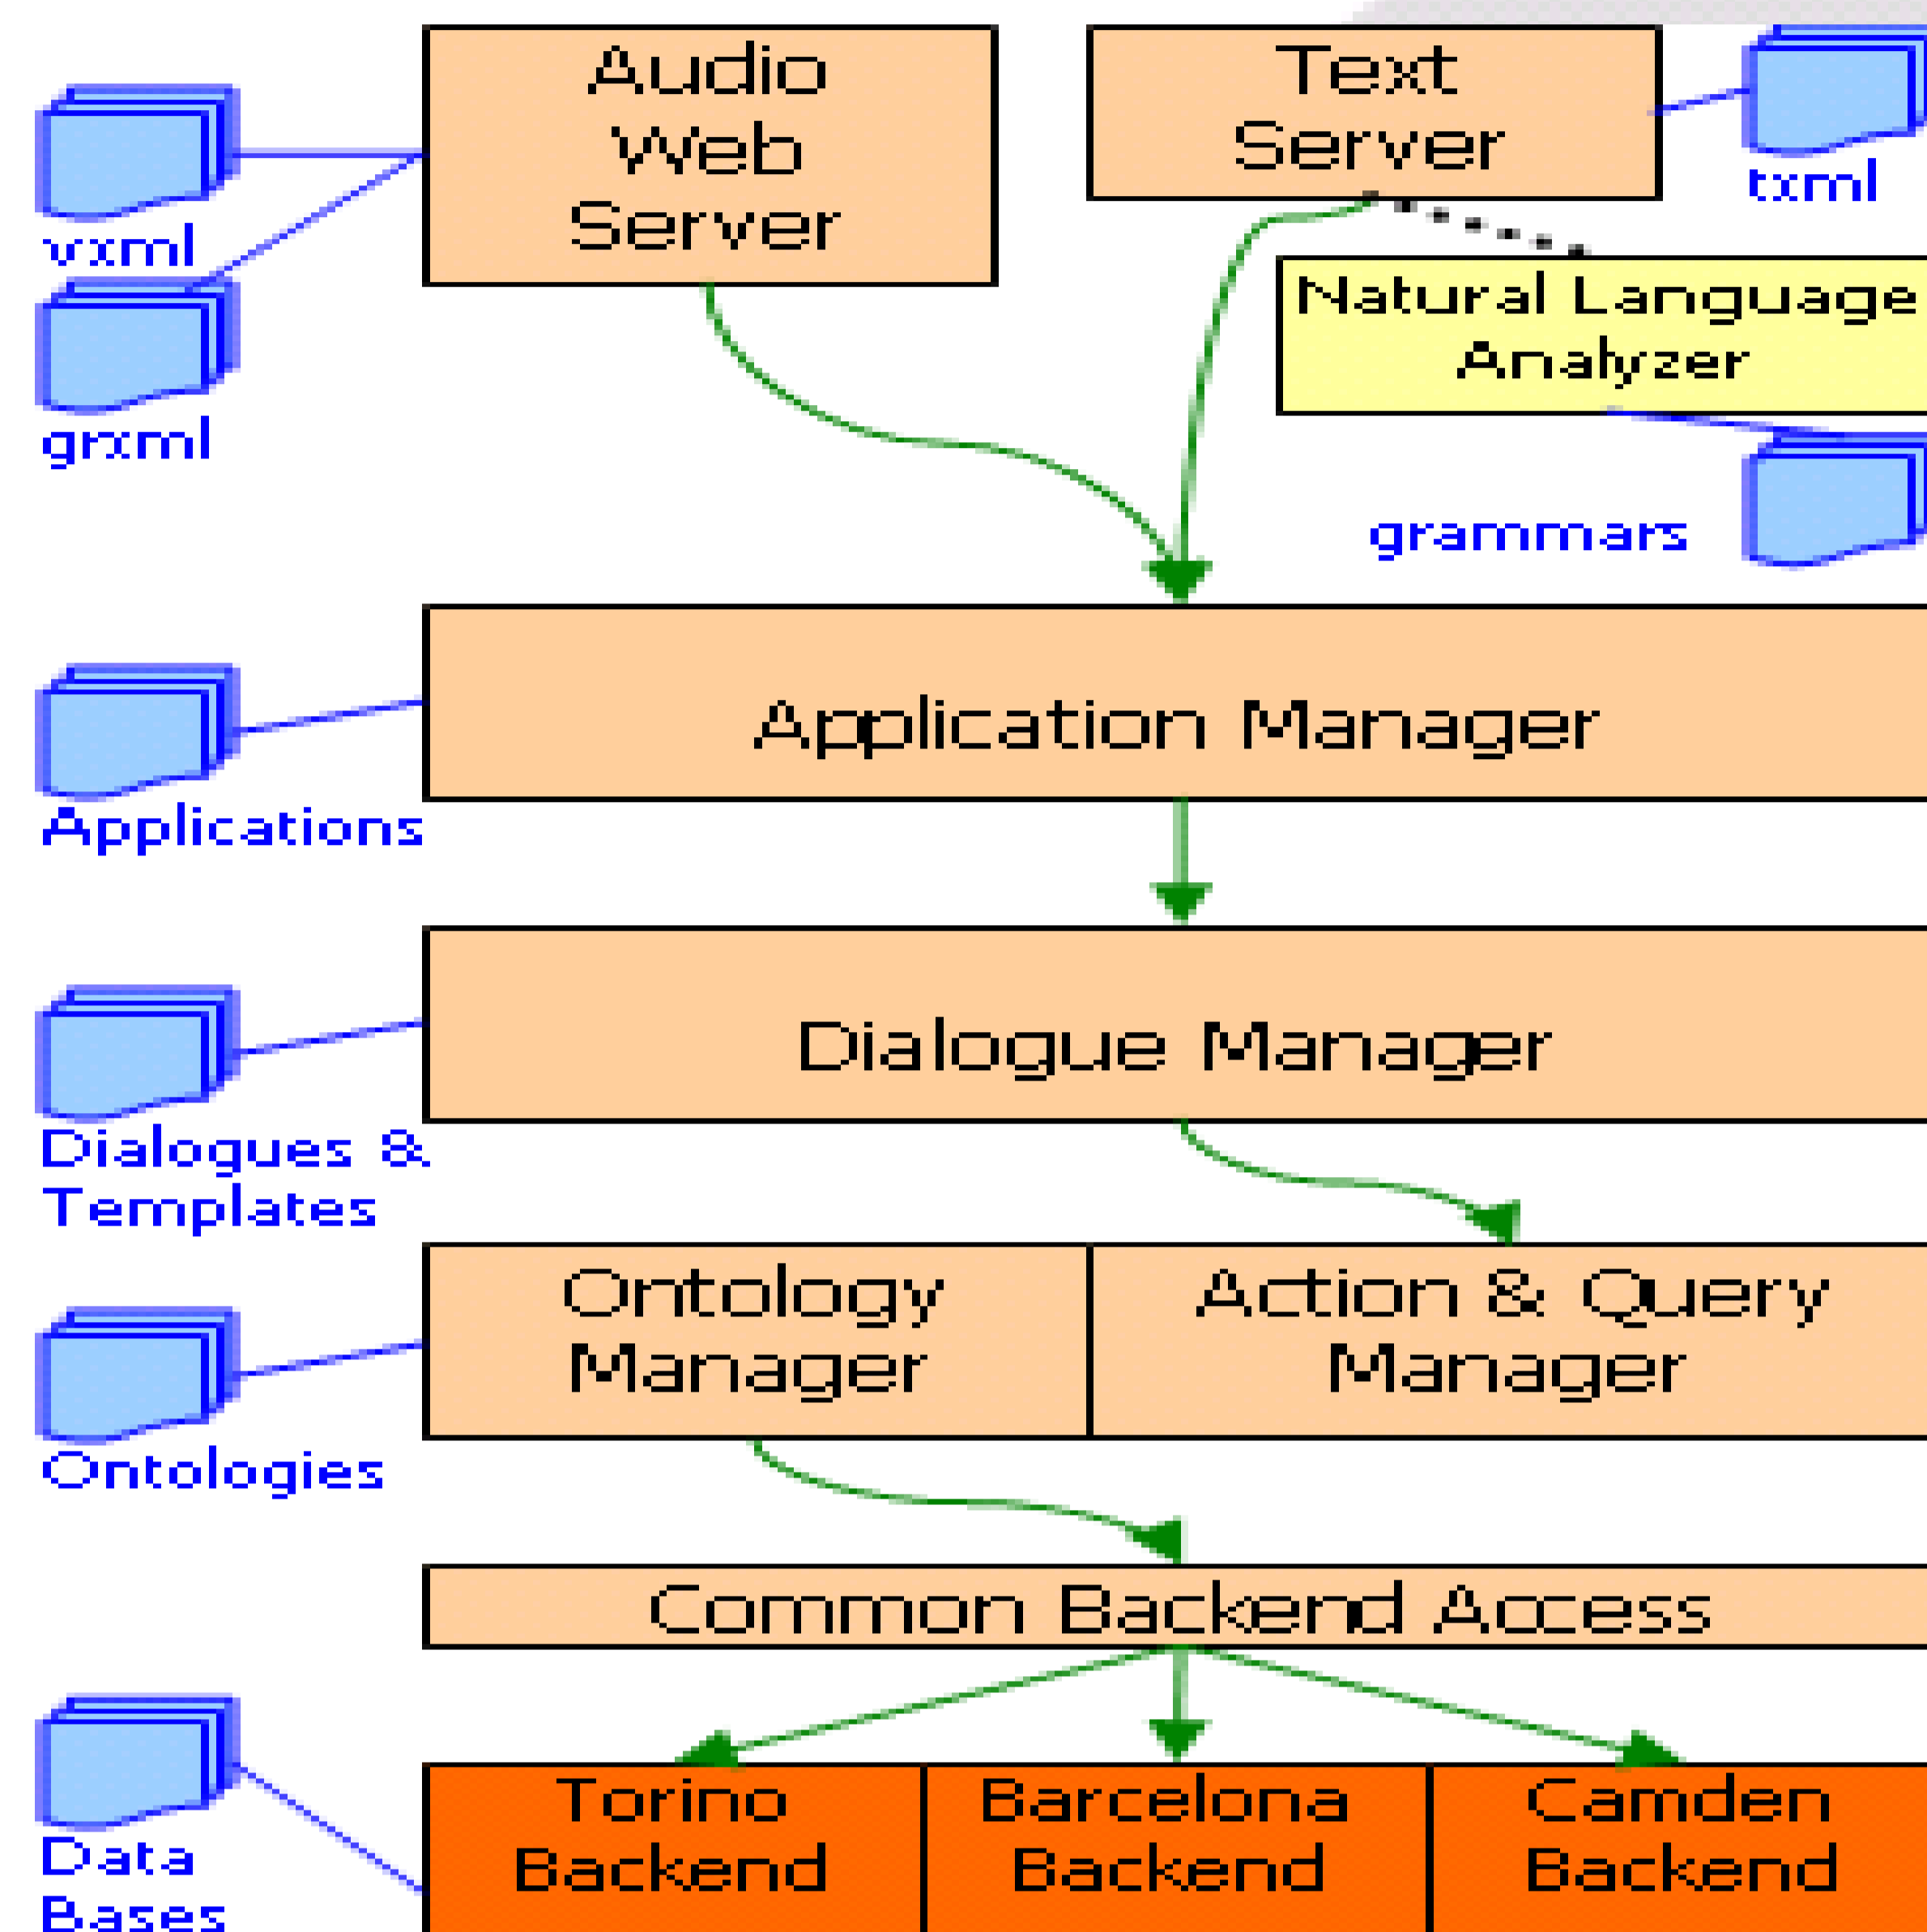 Audio
Web
Server
Text
Server
vxml
txml
grxml
Natural Language
Analyzer
grammars
Application Manager
Applications
Dialogue Manager
Dialogues &
Templates
Ontology
Manager
Action & Query
Manager
Ontologies
Common Backend Access
Torino
Backend
Barcelona
Backend
Camden
Backend
Data
Bases